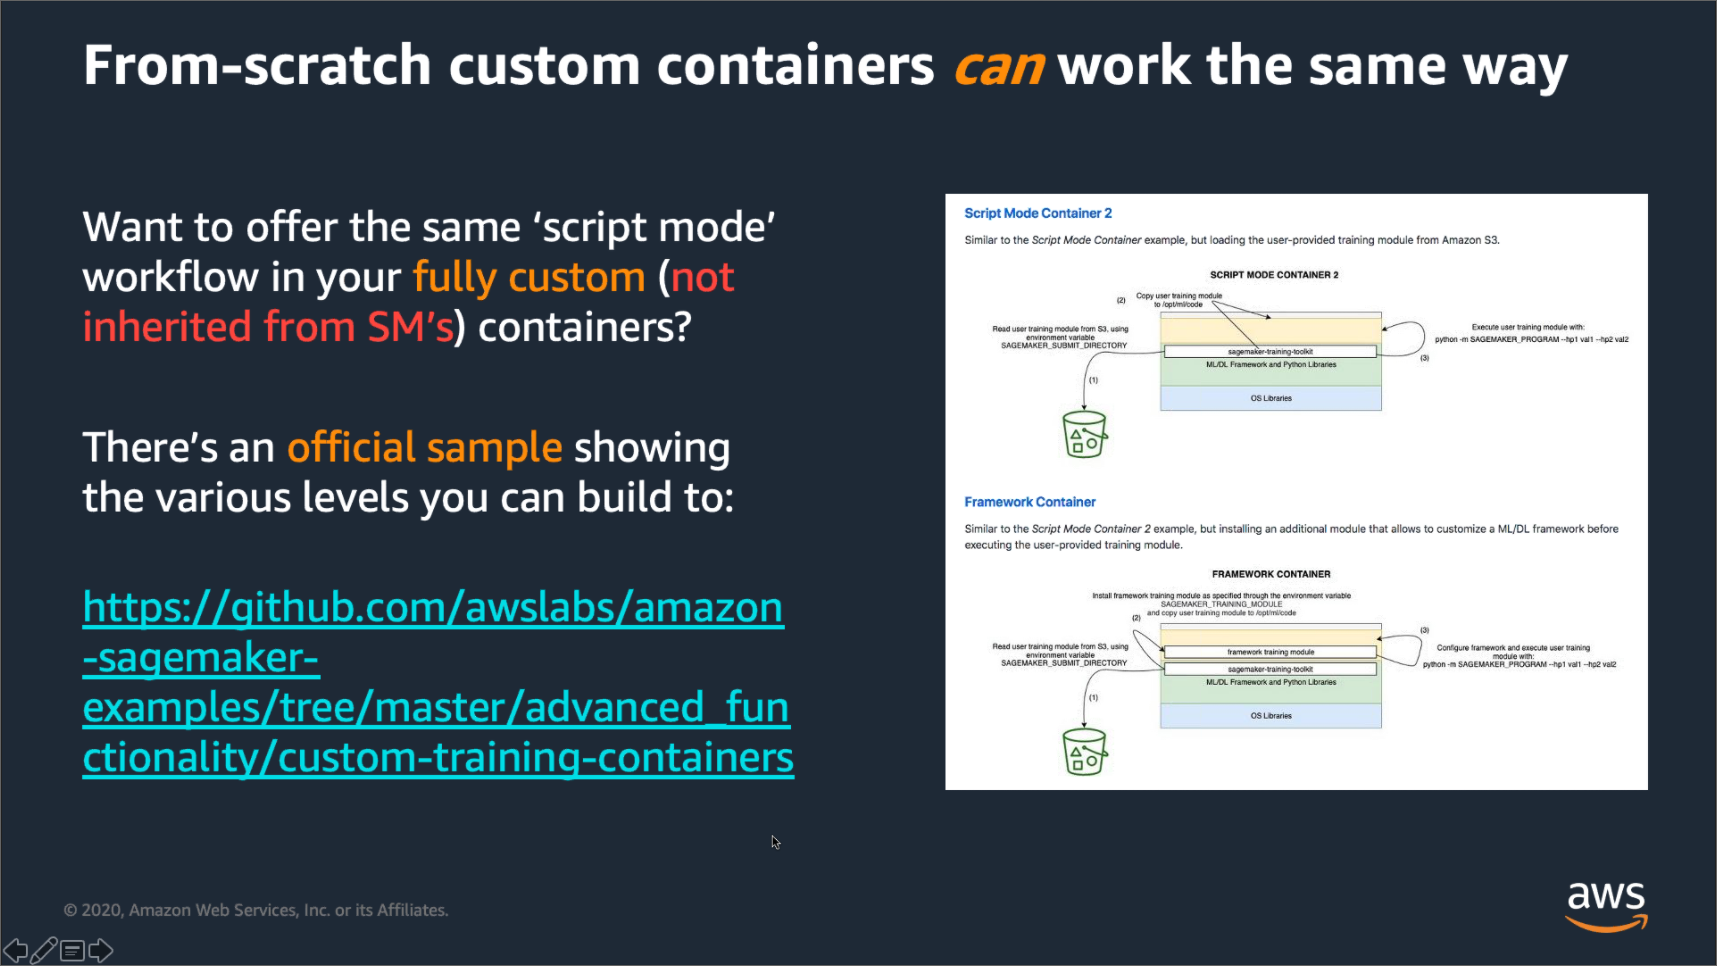 From-scratch custom containers can work the same way
Want to offer the same ‘script mode’
workflow in your fully custom (not
inherited from SM’s) containers?
There’s an official sample showing
the various levels you can build to:
https://github.com/awslabs/amazon
-sagemaker-
examples/tree/master/advanced_fun
ctionality/custom-training-containers
Script Mode Container 2
Similar to the Script Mode Container example, but loading the user-provided training module from Amazon S3.
SCRIPT MODE CONTAINER 2
(2)
Copy user training module
to /opt/ml/code
Read user training module from S3, using
environment variable
SAGEMAKER_SUBMIT_DIRECTORY
(1)
sagemaker-training-toolkit
ML/DL Framework and Python Libraries
OS Libraries
Execute user training module with:
python -m SAGEMAKER_PROGRAM --hp1 val1 --hp2 val2
(3)
Framework Container
Similar to the Script Mode Container 2 example, but installing an additional module that allows to customize a ML/DL framework before
executing the user-provided training module.
FRAMEWORK CONTAINER
Install framework training module as specified through the environment variable
SAGEMAKER_TRAINING_MODULE
and copy user training module to /opt/ml/code
(2)
Read user training module from S3, using
environment variable
SAGEMAKER_SUBMIT_DIRECTORY
(1)
framework training module
sagemaker-training-toolkit
ML/DL Framework and Python Libraries
OS Libraries
(3)
Configure framework and execute user training
module with:
python -m SAGEMAKER_PROGRAM --hp1 val1 --hp2 val2
© 2020, Amazon Web Services, Inc. or its Affiliates.
aws